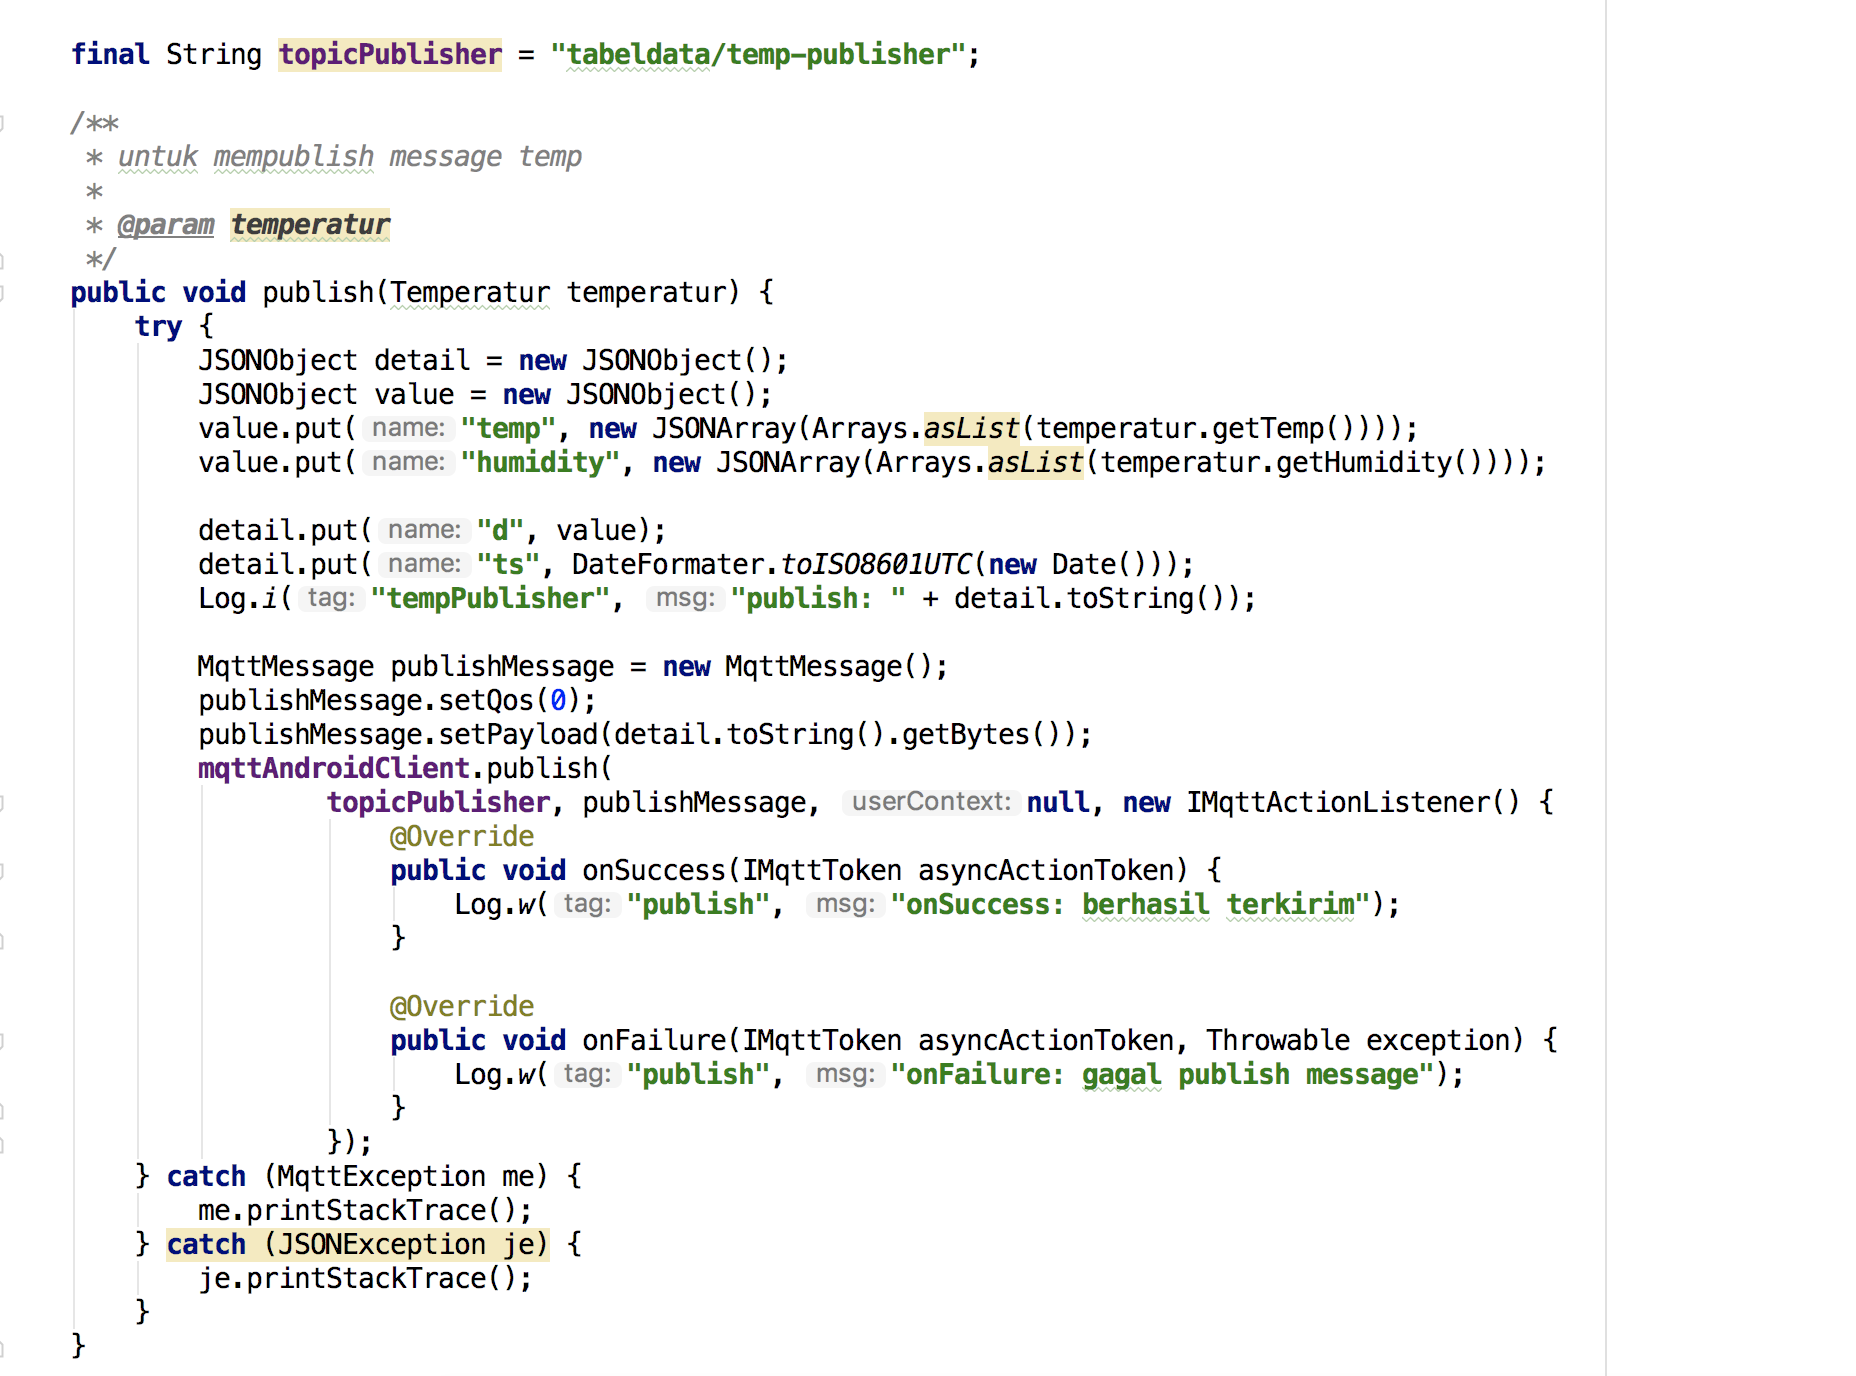 final String topicPublisher = "tabeldata/temp-publisher";
/**
* untuk mempublish message temp
*
* @param temperatur
*/
public void publish(Temperatur temperatur) {
try {
JSONObject detail = new JSONObject();
JSONObject value = new JSONObject();
value.put( name: "temp", new JSONArray(Arrays.asList(temperatur.getTemp())));
value.put( name: "humidity", new JSONArray(Arrays.asList(temperatur.getHumidity())));
detail.put( name: "d", value);
detail.put( name: "ts", DateFormater.toISO8601UTC(new Date()));
Log.i( tag: "tempPublisher", msg: "publish: " + detail.toString());
MqttMessage publishMessage = new MqttMessage();
publishMessage.setQos(0);
publishMessage.setPayload(detail.toString().getBytes());
mqttAndroidClient.publish(
topicPublisher, publishMessage, userContext: null, new IMqttActionListener() {
@Override
public void onSuccess(IMqttToken asyncActionToken) {
Log.w( tag: "publish", msg: "onSuccess: berhasil terkirim");
}
@Override
public void onFailure(IMqttToken asyncActionToken, Throwable exception) {
Log.w( tag: "publish", msg: "onFailure: gagal publish message");
}
});
} catch (MqttException me) {
me.printStackTrace();
} catch (JSONException je) {
je.printStackTrace();
}
}